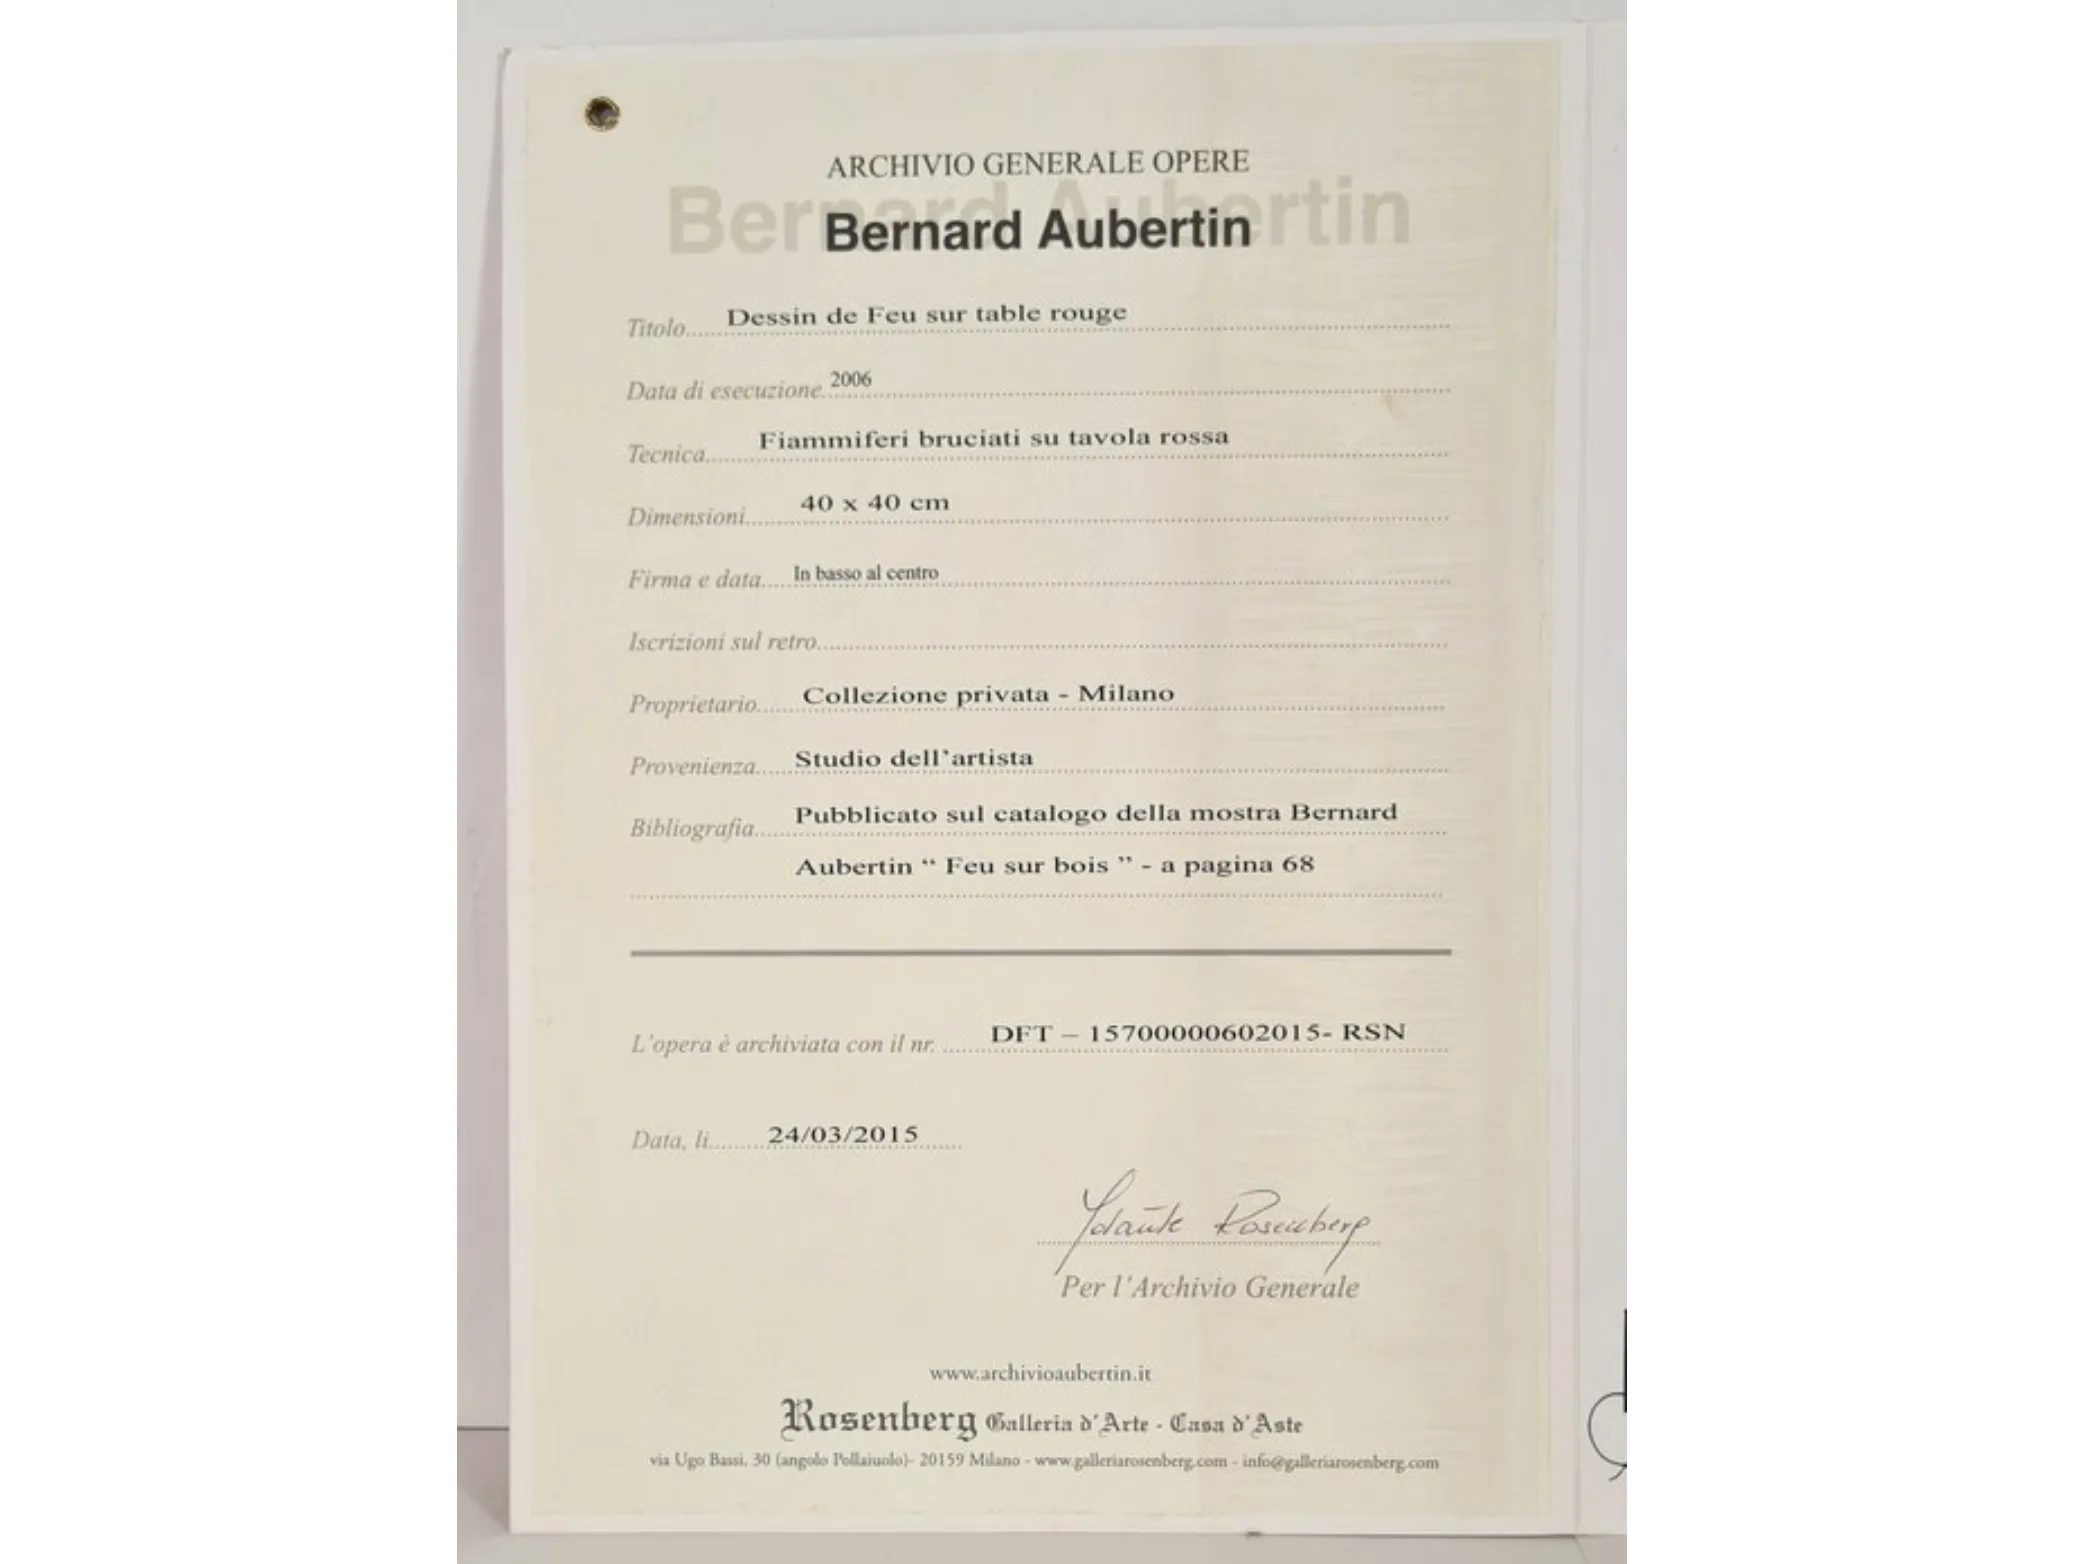 ARCHIVIO GENERALE OPERE
Bernard Aubertin
Bernard Aubertin
Titolo Dessin de Feu sur table rouge
Data di esecuzione 2006
Tecnica Fiammiferi bruciati su tavola rossa
Dimensioni 40 x 40 cm
Firma e data In basso al centro
Iscrizioni sul retro
Proprietario Collezione privata - Milano
Provenienza Studio dell'artista
Bibliografia Pubblicato sul catalogo della mostra Bernard
Aubertin “ Feu sur bois ” - a pagina 68
L'opera è archiviata con il nr. DFT – 15700000602015- RSN
Data, li 24/03/2015
Yolante Rosenberg
Per l'Archivio Generale
www.archivioaubertin.it
Rosenberg Galleria d'Arte - Casa d'Aste
via Ugo Bassi, 30 (angolo Pollaiuolo)- 20159 Milano - www.galleriarosenberg.com - info@galleriarosenberg.com